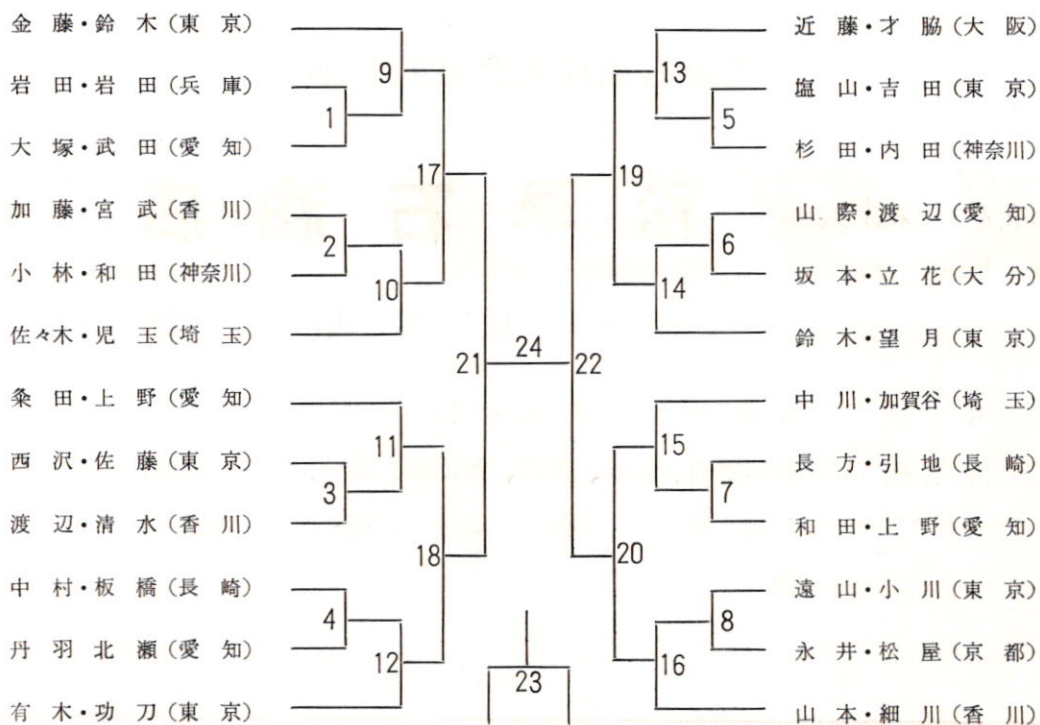 金藤・鈴木(東京)
岩田・岩田(兵庫)
大塚・武田(愛知)
加藤・宮武(香川)
小林・和田(神奈川)
佐々木・児玉(埼玉)
粂田・上野(愛知)
西沢・佐藤(東京)
渡辺・清水(香川)
中村・板橋(長崎)
丹羽北瀬(愛知)
有木・功刀(東京)
1
2
3
4
9
10
11
12
17
18
21
24
23
22
19
20
13
14
15
16
5
6
7
8
近藤・才脇(大阪)
塩山・吉田(東京)
杉田・内田(神奈川)
山際・渡辺(愛知)
坂本・立花(大分)
鈴木・望月(東京)
中川・加賀谷(埼玉)
長方・引地(長崎)
和田・上野(愛知)
遠山・小川(東京)
永井・松屋(京都)
山本・細川(香川)